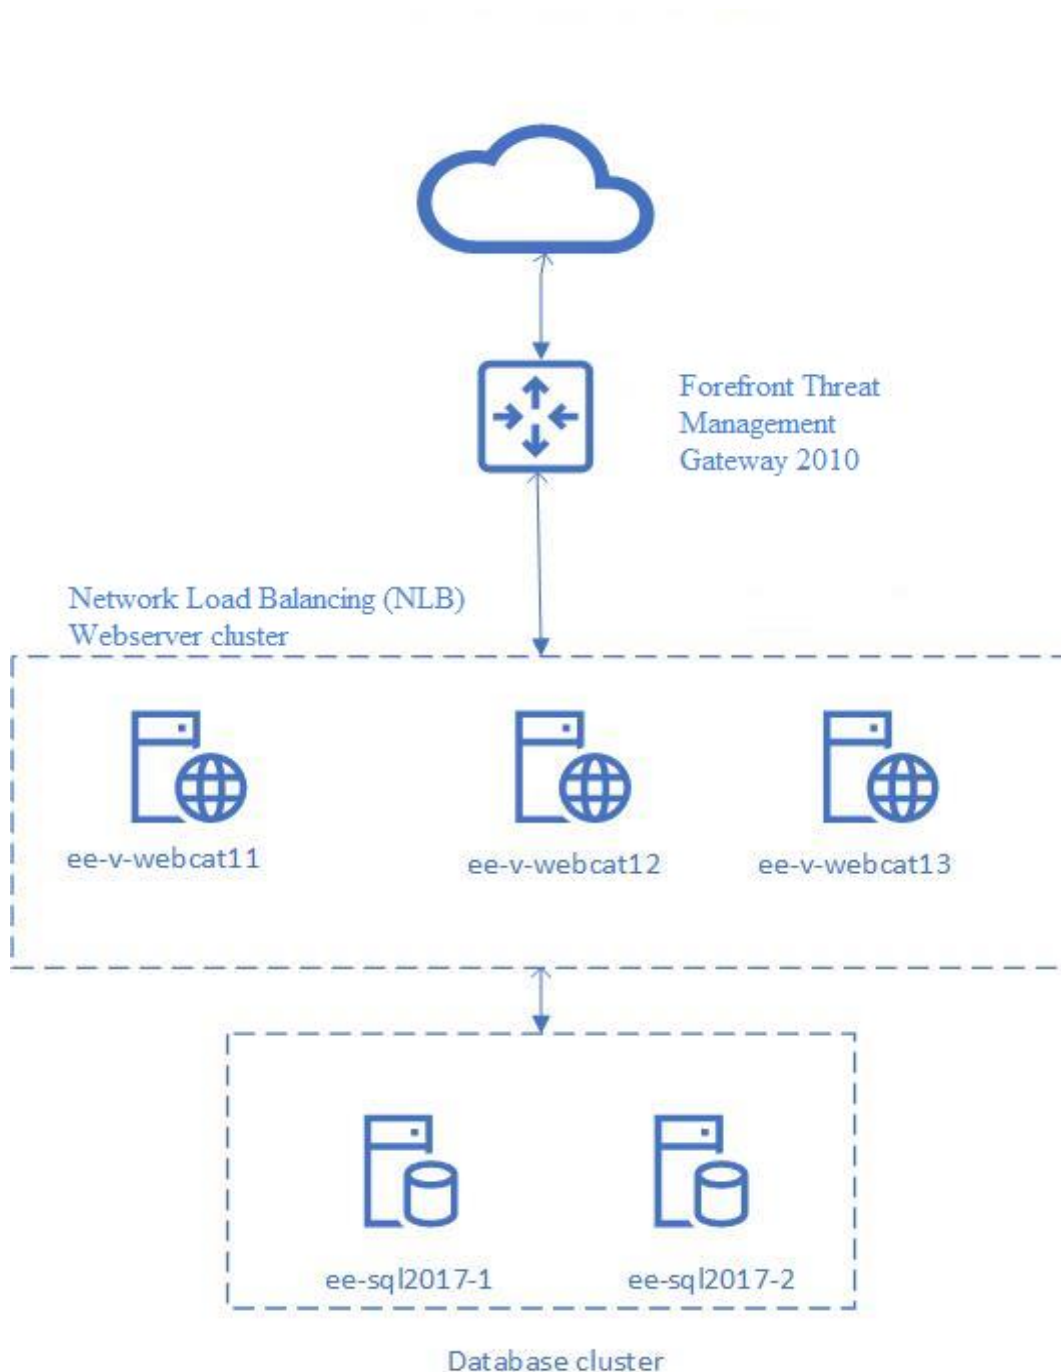 Forefront Threat
Management
Gateway 2010
Network Load Balancing (NLB)
Webserver cluster
ee-v-webcat11
ee-v-webcat12
ee-v-webcat13
ee-sql2017-1
ee-sql2017-2
Database cluster